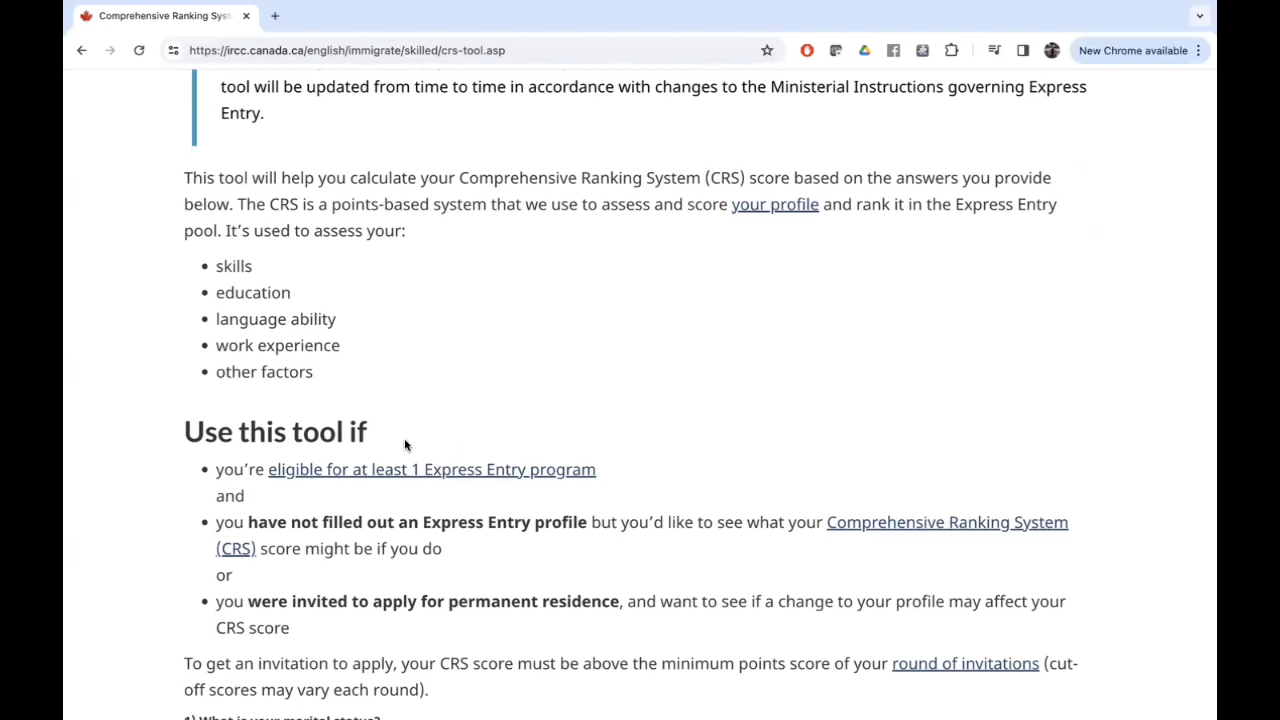 Comprehensive Ranking Syst
https://ircc.canada.ca/english/immigrate/skilled/crs-tool.asp
New Chrome available
tool will be updated from time to time in accordance with changes to the Ministerial Instructions governing Express
Entry.
This tool will help you calculate your Comprehensive Ranking System (CRS) score based on the answers you provide
below. The CRS is a points-based system that we use to assess and score your profile and rank it in the Express Entry
pool. It’s used to assess your:
• skills
• education
• language ability
• work experience
• other factors
Use this tool if
• you’re eligible for at least 1 Express Entry program
and
• you have not filled out an Express Entry profile but you’d like to see what your Comprehensive Ranking System
(CRS) score might be if you do
or
• you were invited to apply for permanent residence, and want to see if a change to your profile may affect your
CRS score
To get an invitation to apply, your CRS score must be above the minimum points score of your round of invitations (cut-
off scores may vary each round).
1) What is your marital status?